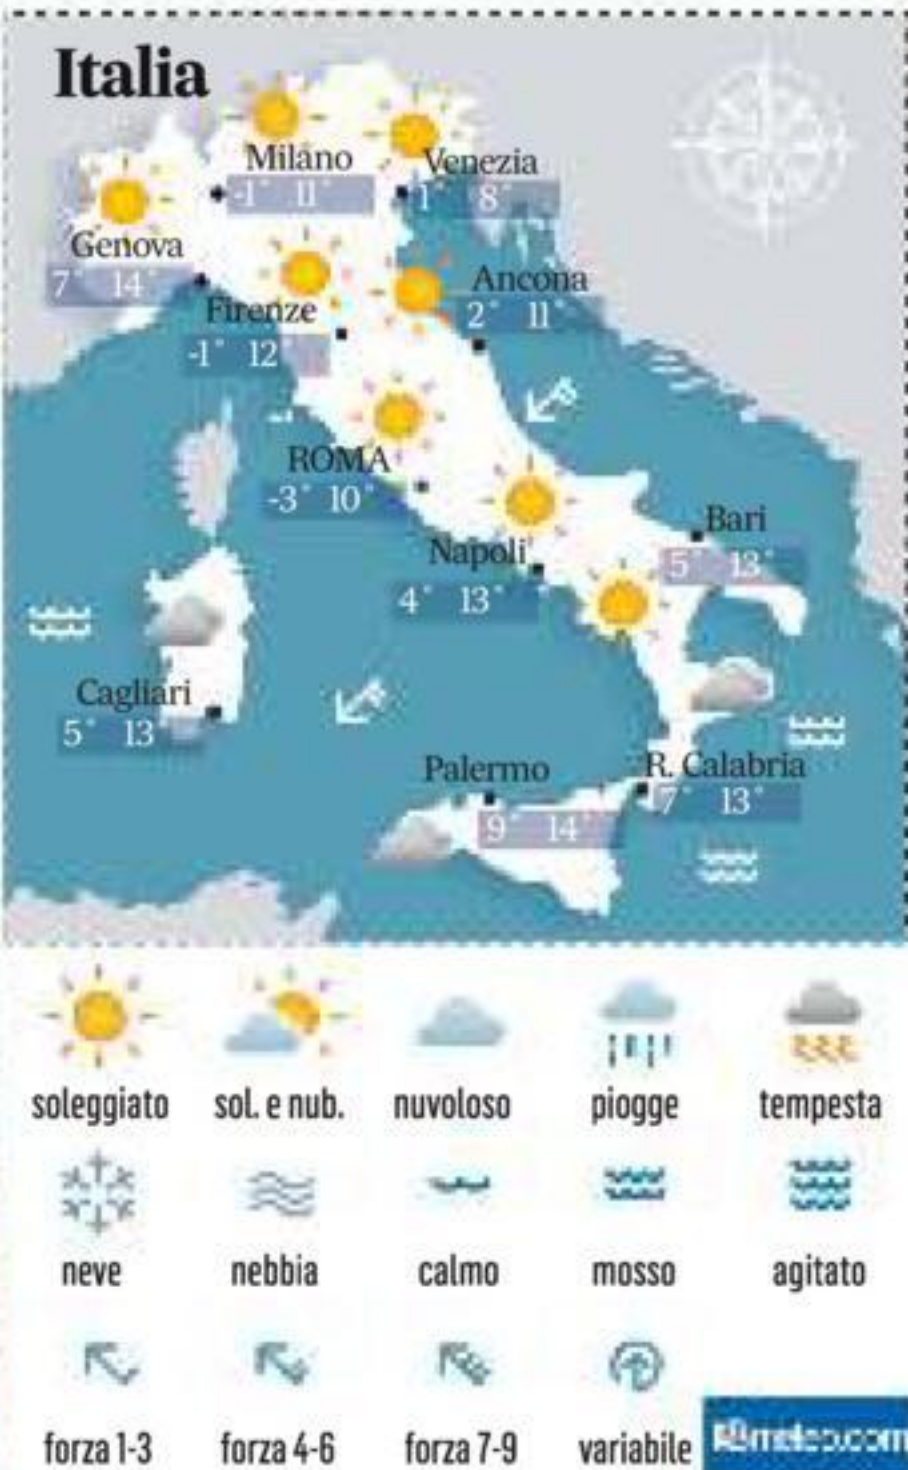 Italia
Milano
-1° 11°
Venezia
1° 8°
Genova
7° 14°
Ancona
2° 11°
Firenze
-1° 12°
ROMA
-3° 10°
Bari
5° 13°
Napoli
4° 13°
Cagliari
5° 13°
Palermo
9° 14°
R. Calabria
7° 13°
soleggiato sol. e nub. nuvoloso piogge tempesta
neve nebbia calmo mosso agitato
forza 1-3 forza 4-6 forza 7-9 variabile